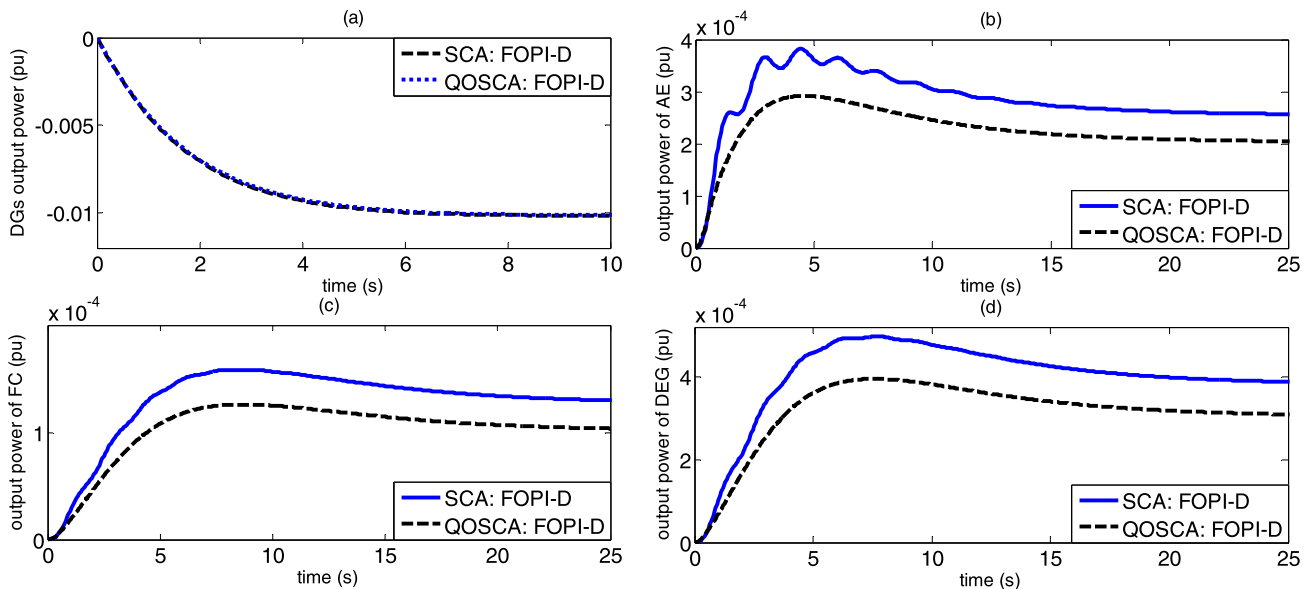 (a)
DGs output power (pu)
0
-0.005
-0.01
SCA: FOPI-D
QOSCA: FOPI-D
0 2 4 6 8 10
time (s)
(b)
x 10-4
output power of AE (pu)
4
3
2
1
0
SCA: FOPI-D
QOSCA: FOPI-D
0 5 10 15 20 25
time (s)
(c)
x 10-4
output power of FC (pu)
1
0
SCA: FOPI-D
QOSCA: FOPI-D
0 5 10 15 20 25
time (s)
(d)
x 10-4
output power of DEG (pu)
4
2
0
SCA: FOPI-D
QOSCA: FOPI-D
0 5 10 15 20 25
time (s)